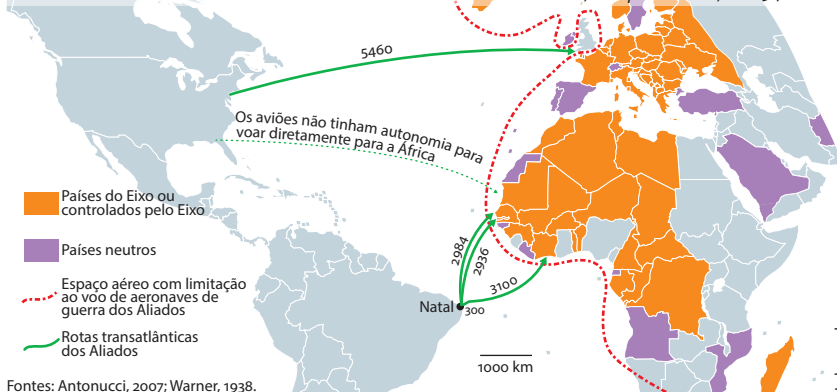 5460
Os aviões não tinham autonomia para
voar diretamente para a África
Países do Eixo ou
controlados pelo Eixo
Países neutros
Espaço aéreo com limitação
ao voo de aeronaves de
guerra dos Aliados
Rotas transatlânticas
dos Aliados
2984
2936
3100
Natal
300
1000 km
Fontes: Antonucci, 2007; Warner, 1938.